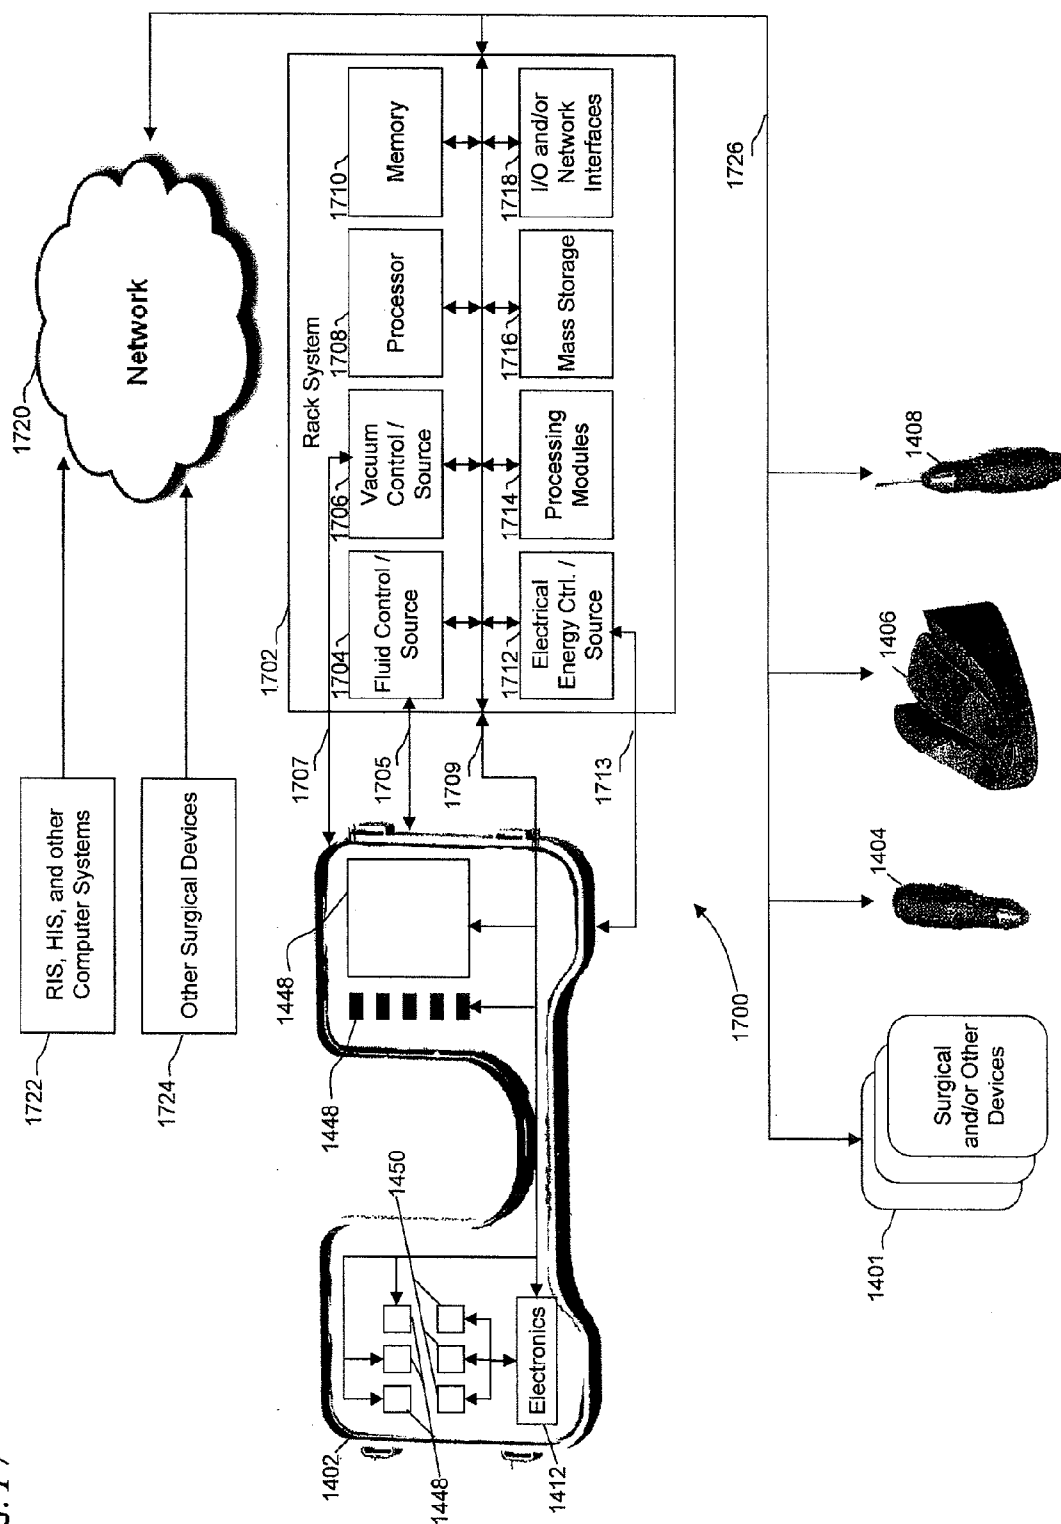 1720
Network
RIS, HIS, and other
Computer Systems
1722
Other Surgical Devices
1724
1702
Rack System
1704
Fluid Control /
Source
1706
Vacuum
Control /
Source
1708
Processor
1710
Memory
1712
Electrical
Energy Ctrl. /
Source
1714
Processing
Modules
1716
Mass Storage
1718
I/O and/or
Network
Interfaces
1707
1705
1709
1713
1726
1448
1448
1450
1402
1448
Electronics
1412
1700
1401
Surgical
and/or Other
Devices
1404
1406
1408